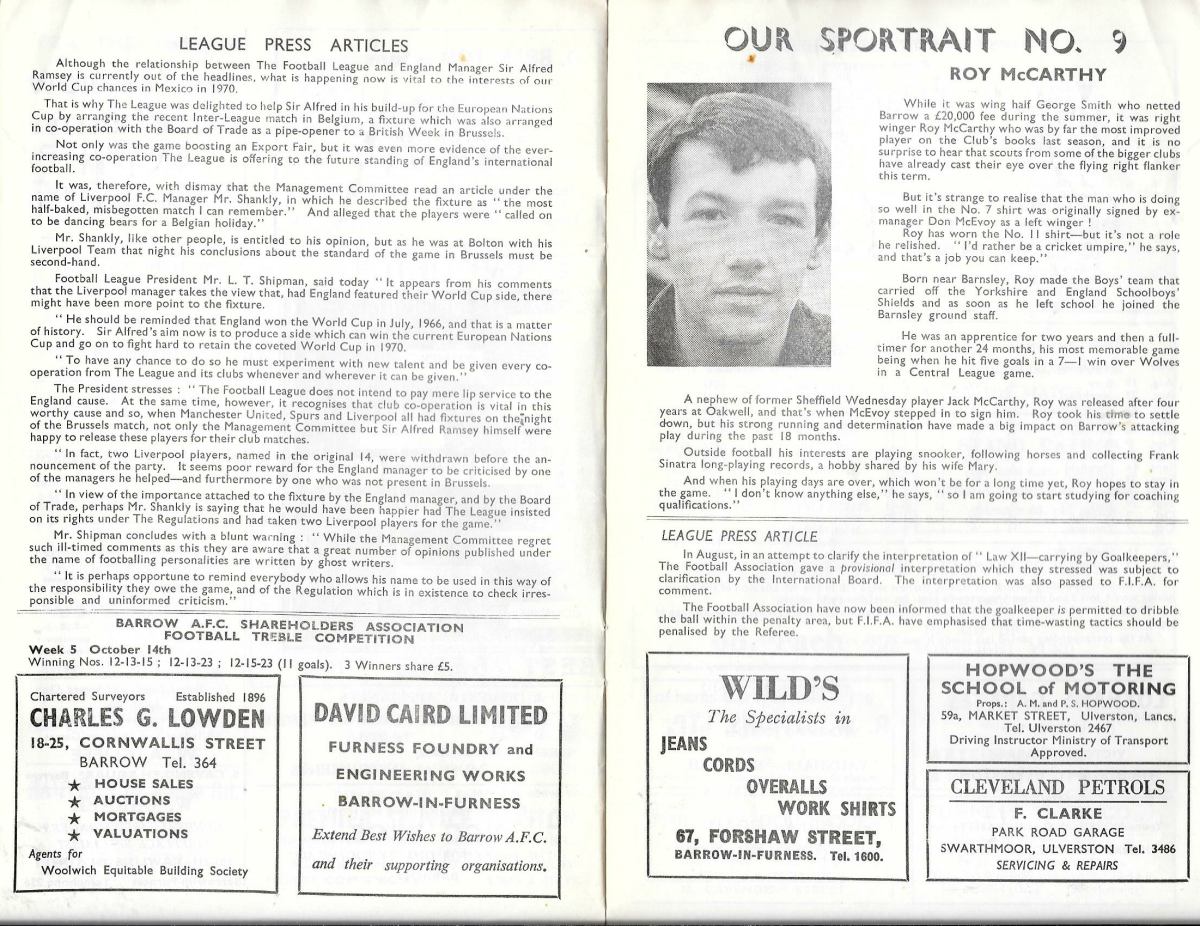 LEAGUE PRESS ARTICLES
Although the relationship between The Football League and England Manager Sir Alfred
Ramsey is currently out of the headlines, what is happening now is vital to the interests of our
World Cup chances in Mexico in 1970.
That is why The League was delighted to help Sir Alfred in his build-up for the European Nations
Cup by arranging the recent Inter-League match in Belgium, a fixture which was also arranged
in co-operation with the Board of Trade as a pipe-opener to a British Week in Brussels.
Not only was the game boosting an Export Fair, but it was even more evidence of the ever-
increasing co-operation The League is offering to the future standing of England's international
football.
It was, therefore, with dismay that the Management Committee read an article under the
name of Liverpool F.C. Manager Mr. Shankly, in which he described the fixture as " the most
half-baked, misbegotten match I can remember." And alleged that the players were " called on
to be dancing bears for a Belgian holiday."
Mr. Shankly, like other people, is entitled to his opinion, but as he was at Bolton with his
Liverpool Team that night his conclusions about the standard of the game in Brussels must be
second-hand.
Football League President Mr. L. T. Shipman, said today " It appears from his comments
that the Liverpool manager takes the view that, had England featured their World Cup side, there
might have been more point to the fixture.
" He should be reminded that England won the World Cup in July, 1966, and that is a matter
of history. Sir Alfred's aim now is to produce a side which can win the current European Nations
Cup and go on to fight hard to retain the coveted World Cup in 1970.
" To have any chance to do so he must experiment with new talent and be given every co-
operation from The League and its clubs whenever and wherever it can be given."
The President stresses : " The Football League does not intend to pay mere lip service to the
England cause. At the same time, however, it recognises that club co-operation is vital in this
worthy cause and so, when Manchester United, Spurs and Liverpool all had fixtures on the night
of the Brussels match, not only the Management Committee but Sir Alfred Ramsey himself were
happy to release these players for their club matches.
" In fact, two Liverpool players, named in the original 14, were withdrawn before the an-
nouncement of the party. It seems poor reward for the England manager to be criticised by one
of the managers he helped—and furthermore by one who was not present in Brussels.
" In view of the importance attached to the fixture by the England manager, and by the Board
of Trade, perhaps Mr. Shankly is saying that he would have been happier had The League insisted
on its rights under The Regulations and had taken two Liverpool players for the game."
Mr. Shipman concludes with a blunt warning : " While the Management Committee regret
such ill-timed comments as this they are aware that a great number of opinions published under
the name of footballing personalities are written by ghost writers.
" It is perhaps opportune to remind everybody who allows his name to be used in this way of
the responsibility they owe the game, and of the Regulation which is in existence to check irres-
ponsible and uninformed criticism."
BARROW A.F.C. SHAREHOLDERS ASSOCIATION
FOOTBALL TREBLE COMPETITION
Week 5 October 14th
Winning Nos. 12-13-15 ; 12-13-23 ; 12-15-23 (11 goals). 3 Winners share £5.
Chartered Surveyors Established 1896
CHARLES G. LOWDEN
18-25, CORNWALLIS STREET
BARROW Tel. 364
★ HOUSE SALES
★ AUCTIONS
★ MORTGAGES
★ VALUATIONS
Agents for
Woolwich Equitable Building Society
DAVID CAIRD LIMITED
FURNESS FOUNDRY and
ENGINEERING WORKS
BARROW-IN-FURNESS
Extend Best Wishes to Barrow A.F.C.
and their supporting organisations.
OUR SPORTRAIT NO. 9
ROY McCARTHY
While it was wing half George Smith who netted
Barrow a £20,000 fee during the summer, it was right
winger Roy McCarthy who was by far the most improved
player on the Club's books last season, and it is no
surprise to hear that scouts from some of the bigger clubs
have already cast their eye over the flying right flanker
this term.
But it's strange to realise that the man who is doing
so well in the No. 7 shirt was originally signed by ex-
manager Don McEvoy as a left winger !
Roy has worn the No. 11 shirt—but it's not a role
he relished. " I'd rather be a cricket umpire," he says,
and that's a job you can keep."
Born near Barnsley, Roy made the Boys' team that
carried off the Yorkshire and England Schoolboys'
Shields and as soon as he left school he joined the
Barnsley ground staff.
He was an apprentice for two years and then a full-
timer for another 24 months, his most memorable game
being when he hit five goals in a 7—1 win over Wolves
in a Central League game.
A nephew of former Sheffield Wednesday player Jack McCarthy, Roy was released after four
years at Oakwell, and that's when McEvoy stepped in to sign him. Roy took his time to settle
down, but his strong running and determination have made a big impact on Barrow's attacking
play during the past 18 months.
Outside football his interests are playing snooker, following horses and collecting Frank
Sinatra long-playing records, a hobby shared by his wife Mary.
And when his playing days are over, which won't be for a long time yet, Roy hopes to stay in
the game. " I don't know anything else," he says, " so I am going to start studying for coaching
qualifications."
LEAGUE PRESS ARTICLE
In August, in an attempt to clarify the interpretation of " Law XII—carrying by Goalkeepers,"
The Football Association gave a provisional interpretation which they stressed was subject to
clarification by the International Board. The interpretation was also passed to F.I.F.A. for
comment.
The Football Association have now been informed that the goalkeeper is permitted to dribble
the ball within the penalty area, but F.I.F.A. have emphasised that time-wasting tactics should be
penalised by the Referee.
WILD'S
The Specialists in
JEANS
CORDS
OVERALLS
WORK SHIRTS
67, FORSHAW STREET,
BARROW-IN-FURNESS. Tel. 1600.
HOPWOOD'S THE
SCHOOL of MOTORING
Props.: A. M. and P. S. HOPWOOD.
59a, MARKET STREET, Ulverston, Lancs.
Tel. Ulverston 2467
Driving Instructor Ministry of Transport
Approved.
CLEVELAND PETROLS
F. CLARKE
PARK ROAD GARAGE
SWARTHMOOR, ULVERSTON Tel. 3486
SERVICING & REPAIRS